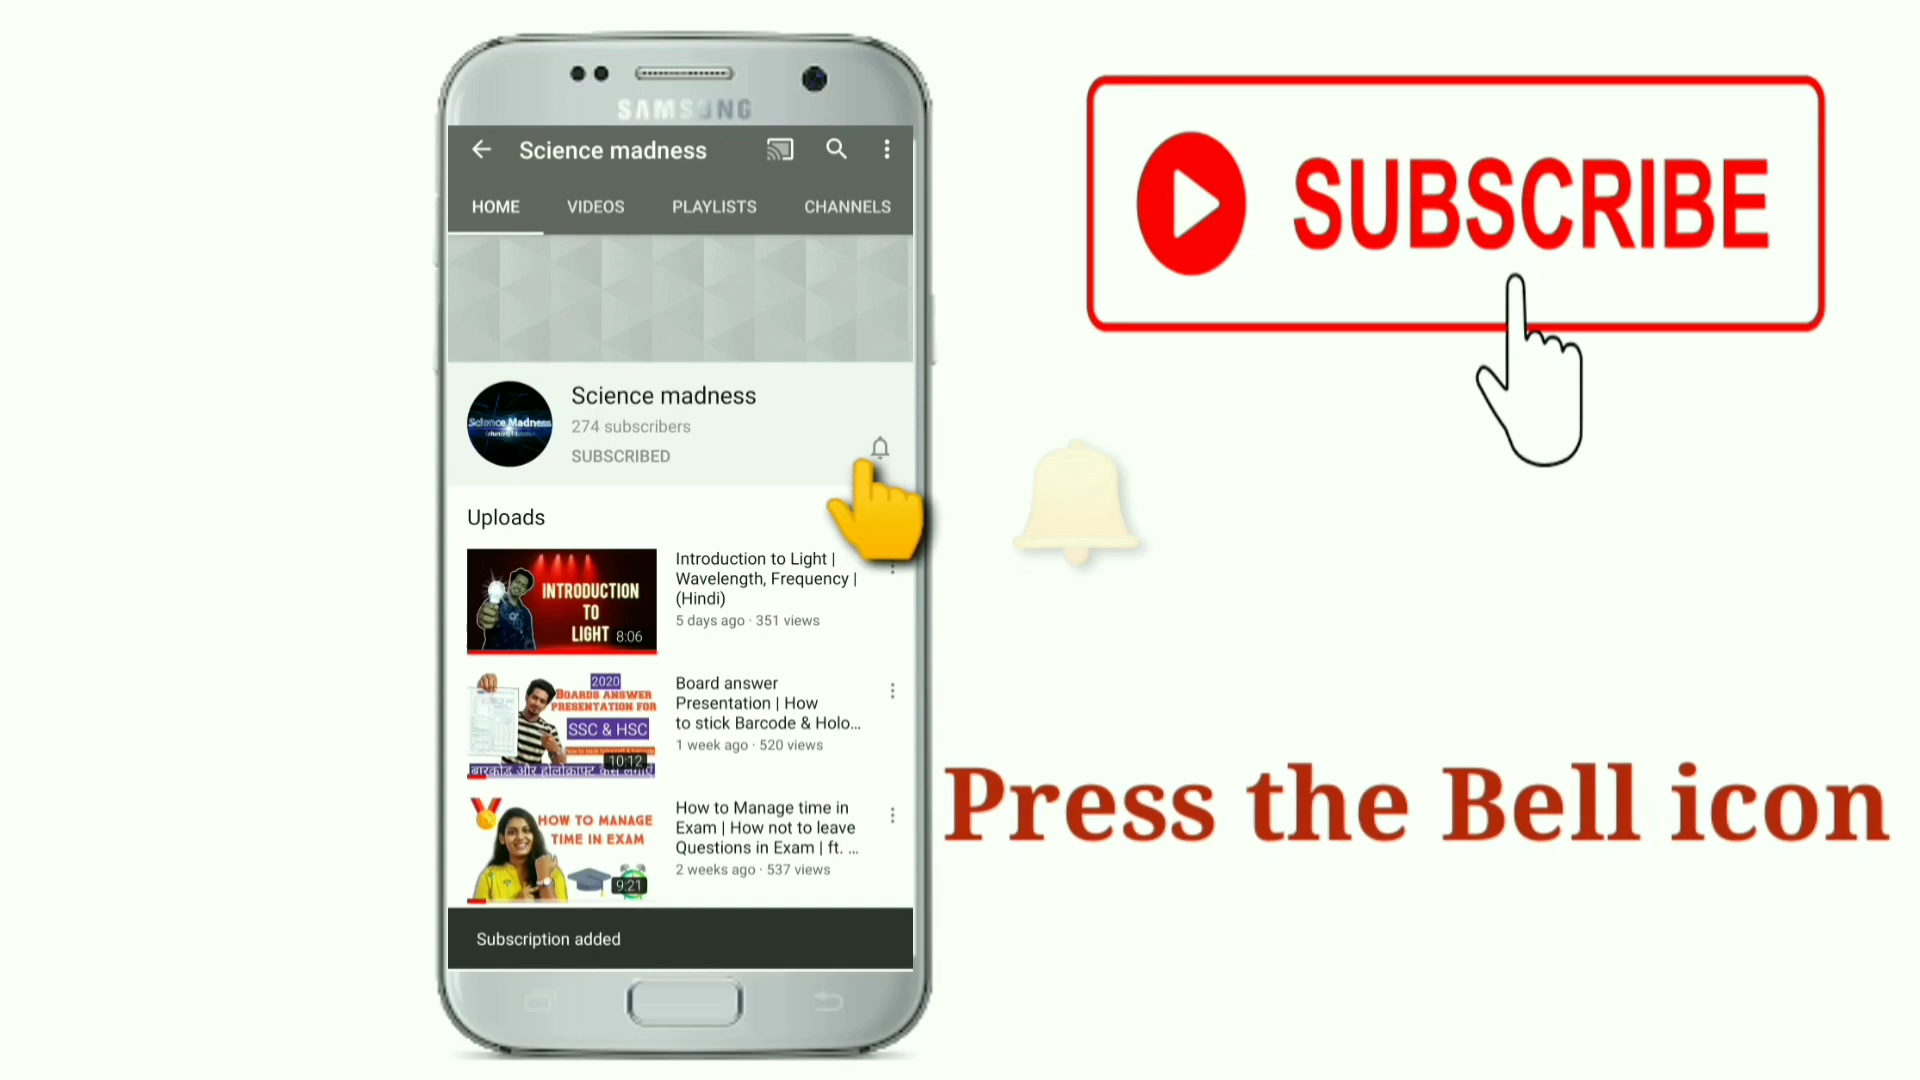 SAMSUNG
Science madness
HOME VIDEOS PLAYLISTS CHANNELS
Science Madness
Science madness
274 subscribers
SUBSCRIBED
Uploads
INTRODUCTION
TO
LIGHT
8:06
Introduction to Light |
Wavelength, Frequency |
(Hindi)
5 days ago · 351 views
2020
BOARDS ANSWER
PRESENTATION FOR
SSC & HSC
10:12
Board answer
Presentation | How
to stick Barcode & Holo...
1 week ago · 520 views
HOW TO MANAGE
TIME IN EXAM
9:21
How to Manage time in
Exam | How not to leave
Questions in Exam | ft. ...
2 weeks ago · 537 views
Subscription added
SUBSCRIBE
Press the Bell icon